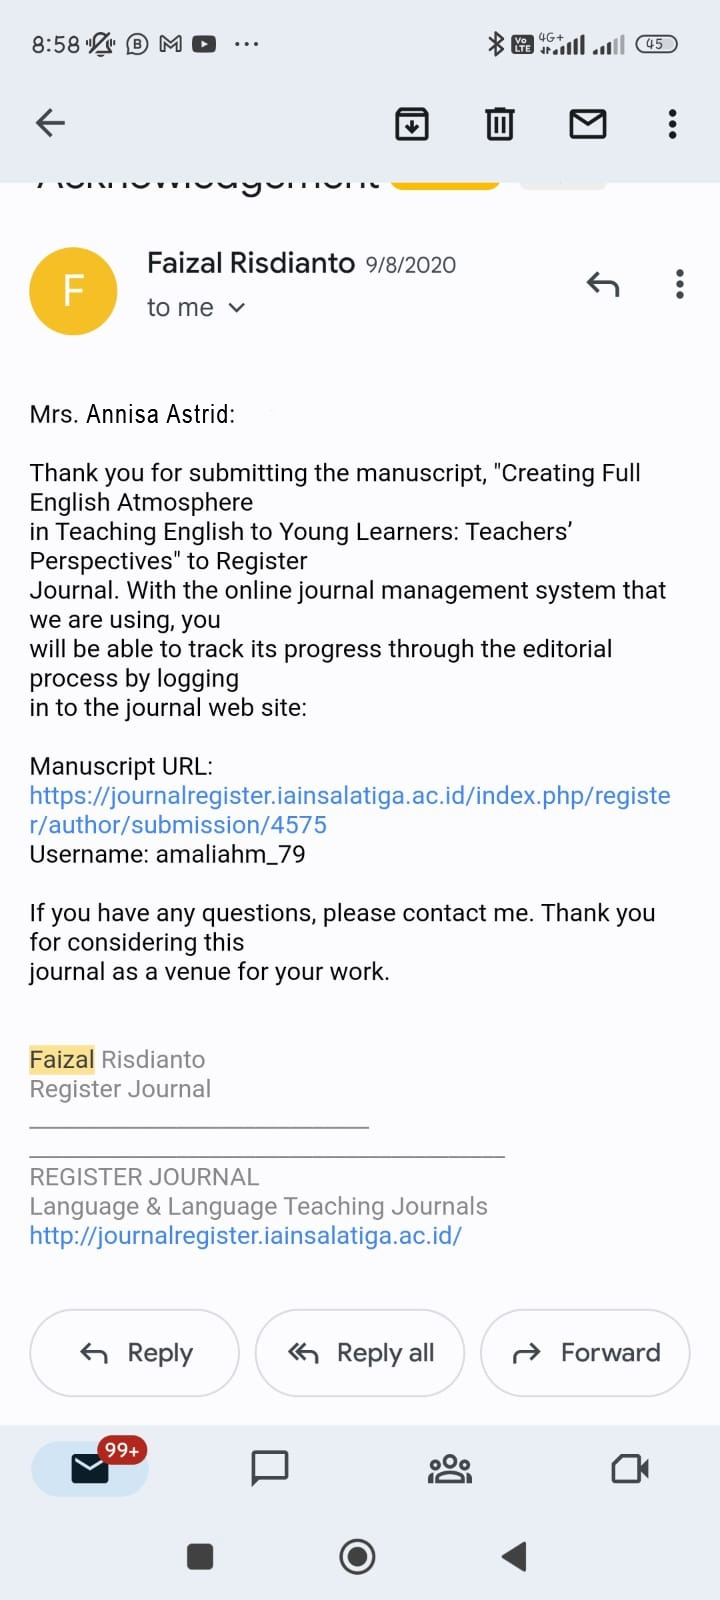 8:58
4G+
Vo
LTE
45
Acknowledgement
F
Faizal Risdianto 9/8/2020
to me
Mrs. Annisa Astrid:
Thank you for submitting the manuscript, "Creating Full
English Atmosphere
in Teaching English to Young Learners: Teachers’
Perspectives" to Register
Journal. With the online journal management system that
we are using, you
will be able to track its progress through the editorial
process by logging
in to the journal web site:
Manuscript URL:
https://journalregister.iainsalatiga.ac.id/index.php/registe
r/author/submission/4575
Username: amaliahm_79
If you have any questions, please contact me. Thank you
for considering this
journal as a venue for your work.
Faizal Risdianto
Register Journal
REGISTER JOURNAL
Language & Language Teaching Journals
http://journalregister.iainsalatiga.ac.id/
Reply
Reply all
Forward
99+